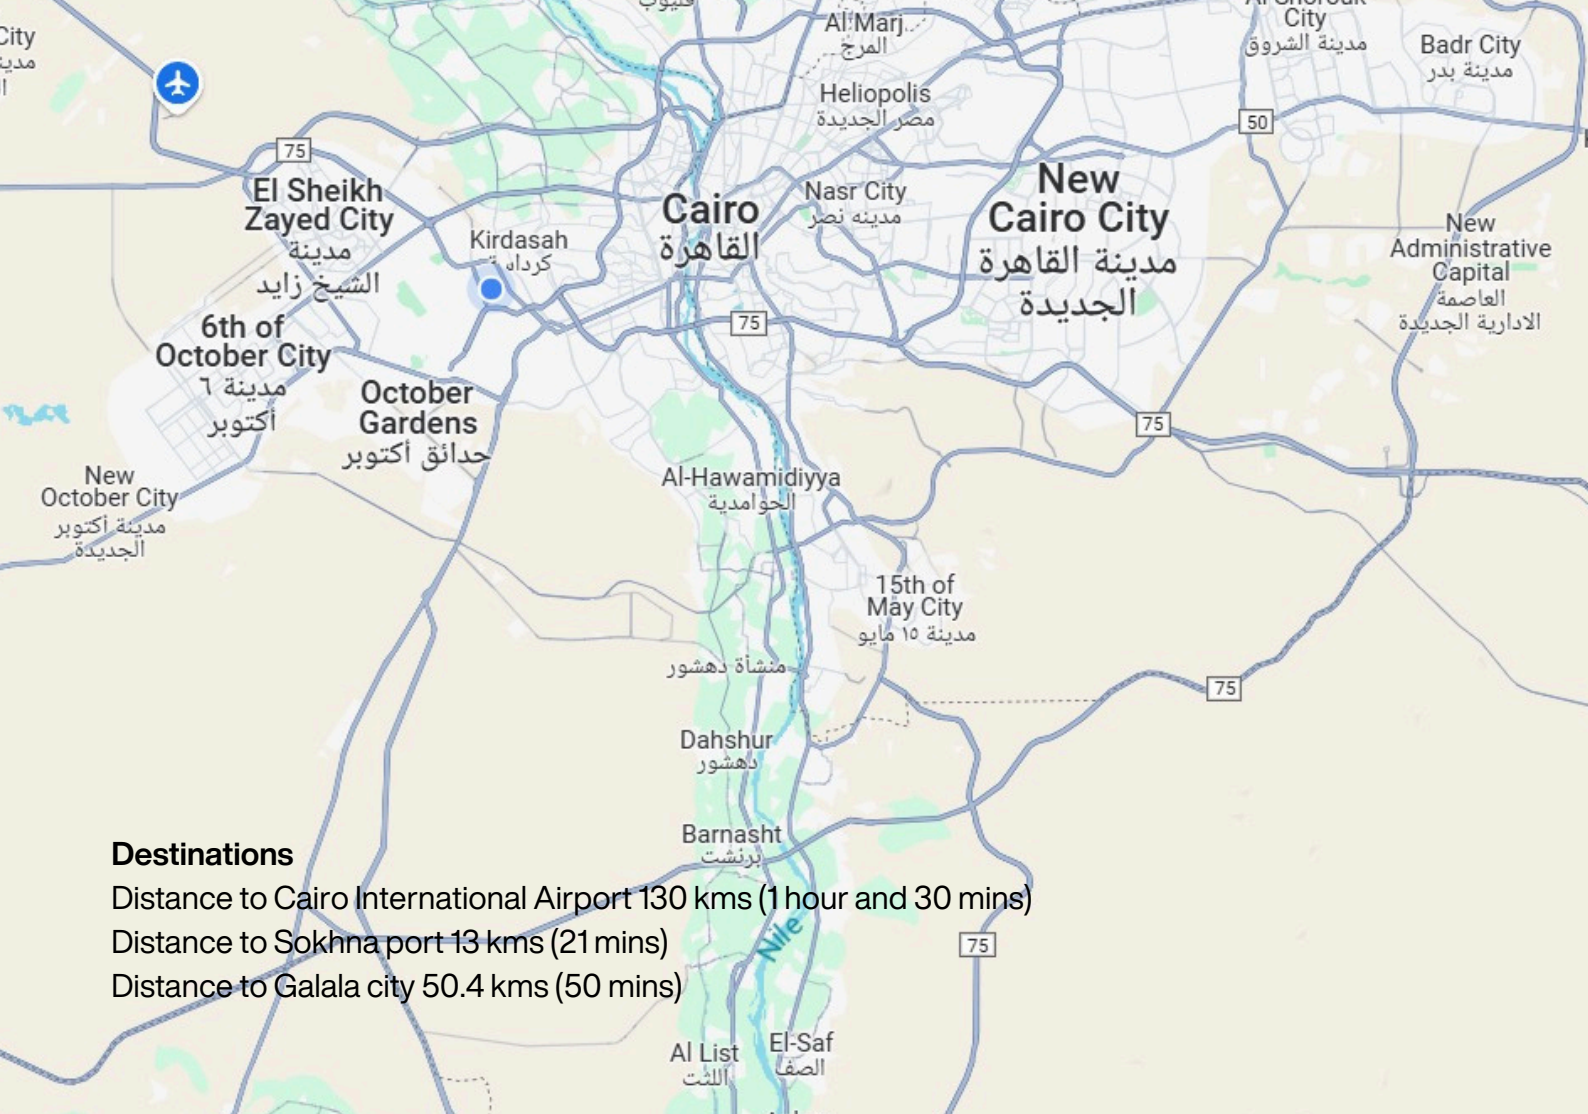 قليوب
Al Marj
المرج
Al Shorouk
City
مدينة الشروق
Badr City
مدينة بدر
City
Heliopolis
مصر الجديدة
50
75
El Sheikh
Zayed City
مدينة
الشيخ زايد
Kirdasah
Cairo
القاهرة
Nasr City
مدينه نصر
New
Cairo City
مدينة القاهرة
الجديدة
New
Administrative
Capital
العاصمة
الادارية الجديدة
6th of
October City
مدينة ٦
أكتوبر
75
October
Gardens
حدائق أكتوبر
75
New
October City
مدينة أكتوبر
الجديدة
Al-Hawamidiyya
الحوامدية
15th of
May City
مدينة ١٥ مايو
منشأة دهشور
75
Dahshur
دهشور
Barnasht
برنشت
Destinations
Distance to Cairo International Airport 130 kms (1 hour and 30 mins)
Distance to Sokhna port 13 kms (21 mins)
Distance to Galala city 50.4 kms (50 mins)
Nile
75
Al List
اللشت
El-Saf
الصف